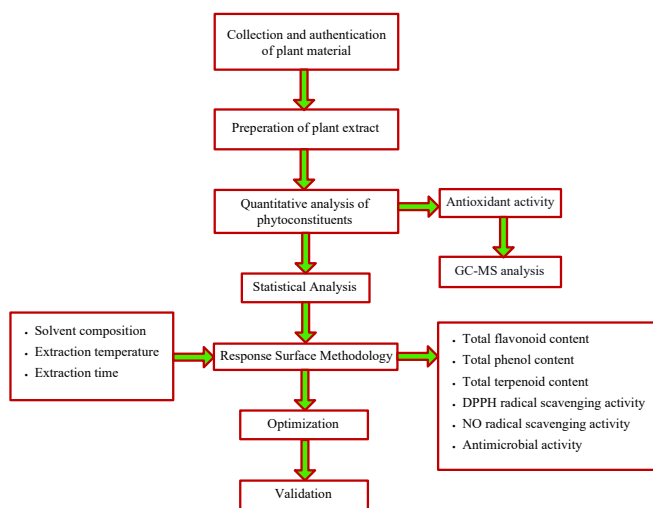 Collection and authentication
of plant material
Preperation of plant extract
Quantitative analysis of
phytoconstituents
Antioxidant activity
GC-MS analysis
Statistical Analysis
• Solvent composition
• Extraction temperature
• Extraction time
Response Surface Methodology
• Total flavonoid content
• Total phenol content
• Total terpenoid content
• DPPH radical scavenging activity
• NO radical scavenging activity
• Antimicrobial activity
Optimization
Validation